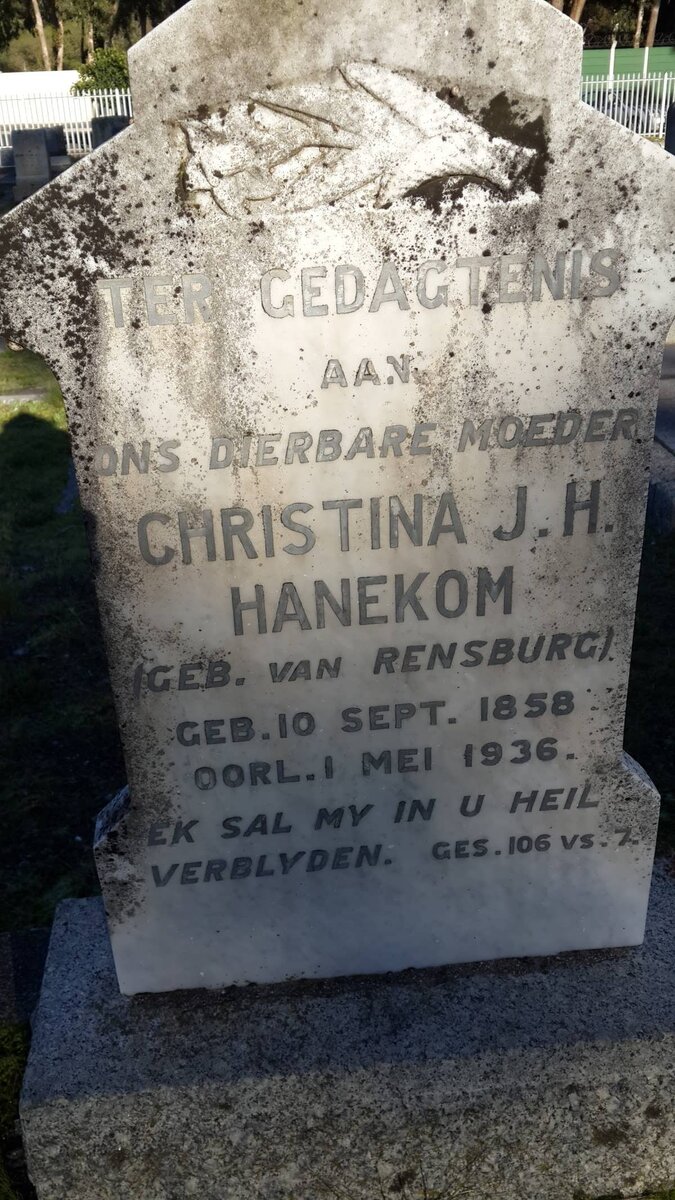 TER GEDAGTENIS
AAN
ONS DIERBARE MOEDER
CHRISTINA J.H.
HANEKOM
(GEB. VAN RENSBURG)
GEB. 10 SEPT. 1858
OORL. 1 MEI 1936.
EK SAL MY IN U HEIL
VERBLYDEN. GES. 106 VS. 7.